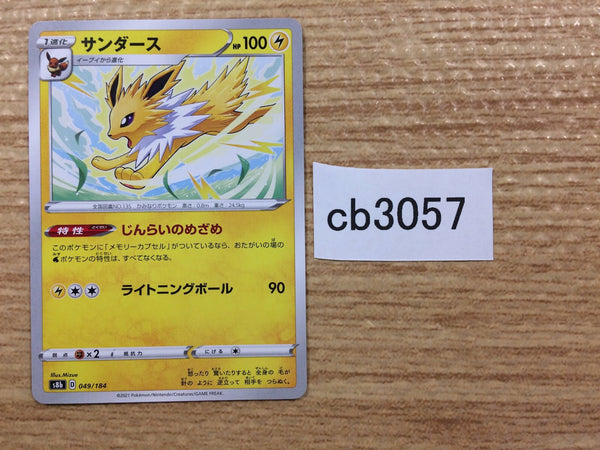 1進化 サンダース HP100
イーブイから進化
全国図鑑NO.135 かみなりポケモン 高さ:0.8m 重さ:24.5kg
特性 じんらいのめざめ
このポケモンに「メモリーカプセル」がついているなら、おたがいの場の
ポケモンの特性は、すべてなくなる。
ライトニングボール 90
弱点 ×2 抵抗力 にげる
Illus.Mizue
s8b D 049/184
怒ったり 驚いたりすると 全身の 毛が
針の ように 逆立って 相手を つらぬく。
©2021 Pokémon/Nintendo/Creatures/GAME FREAK.
cb3057